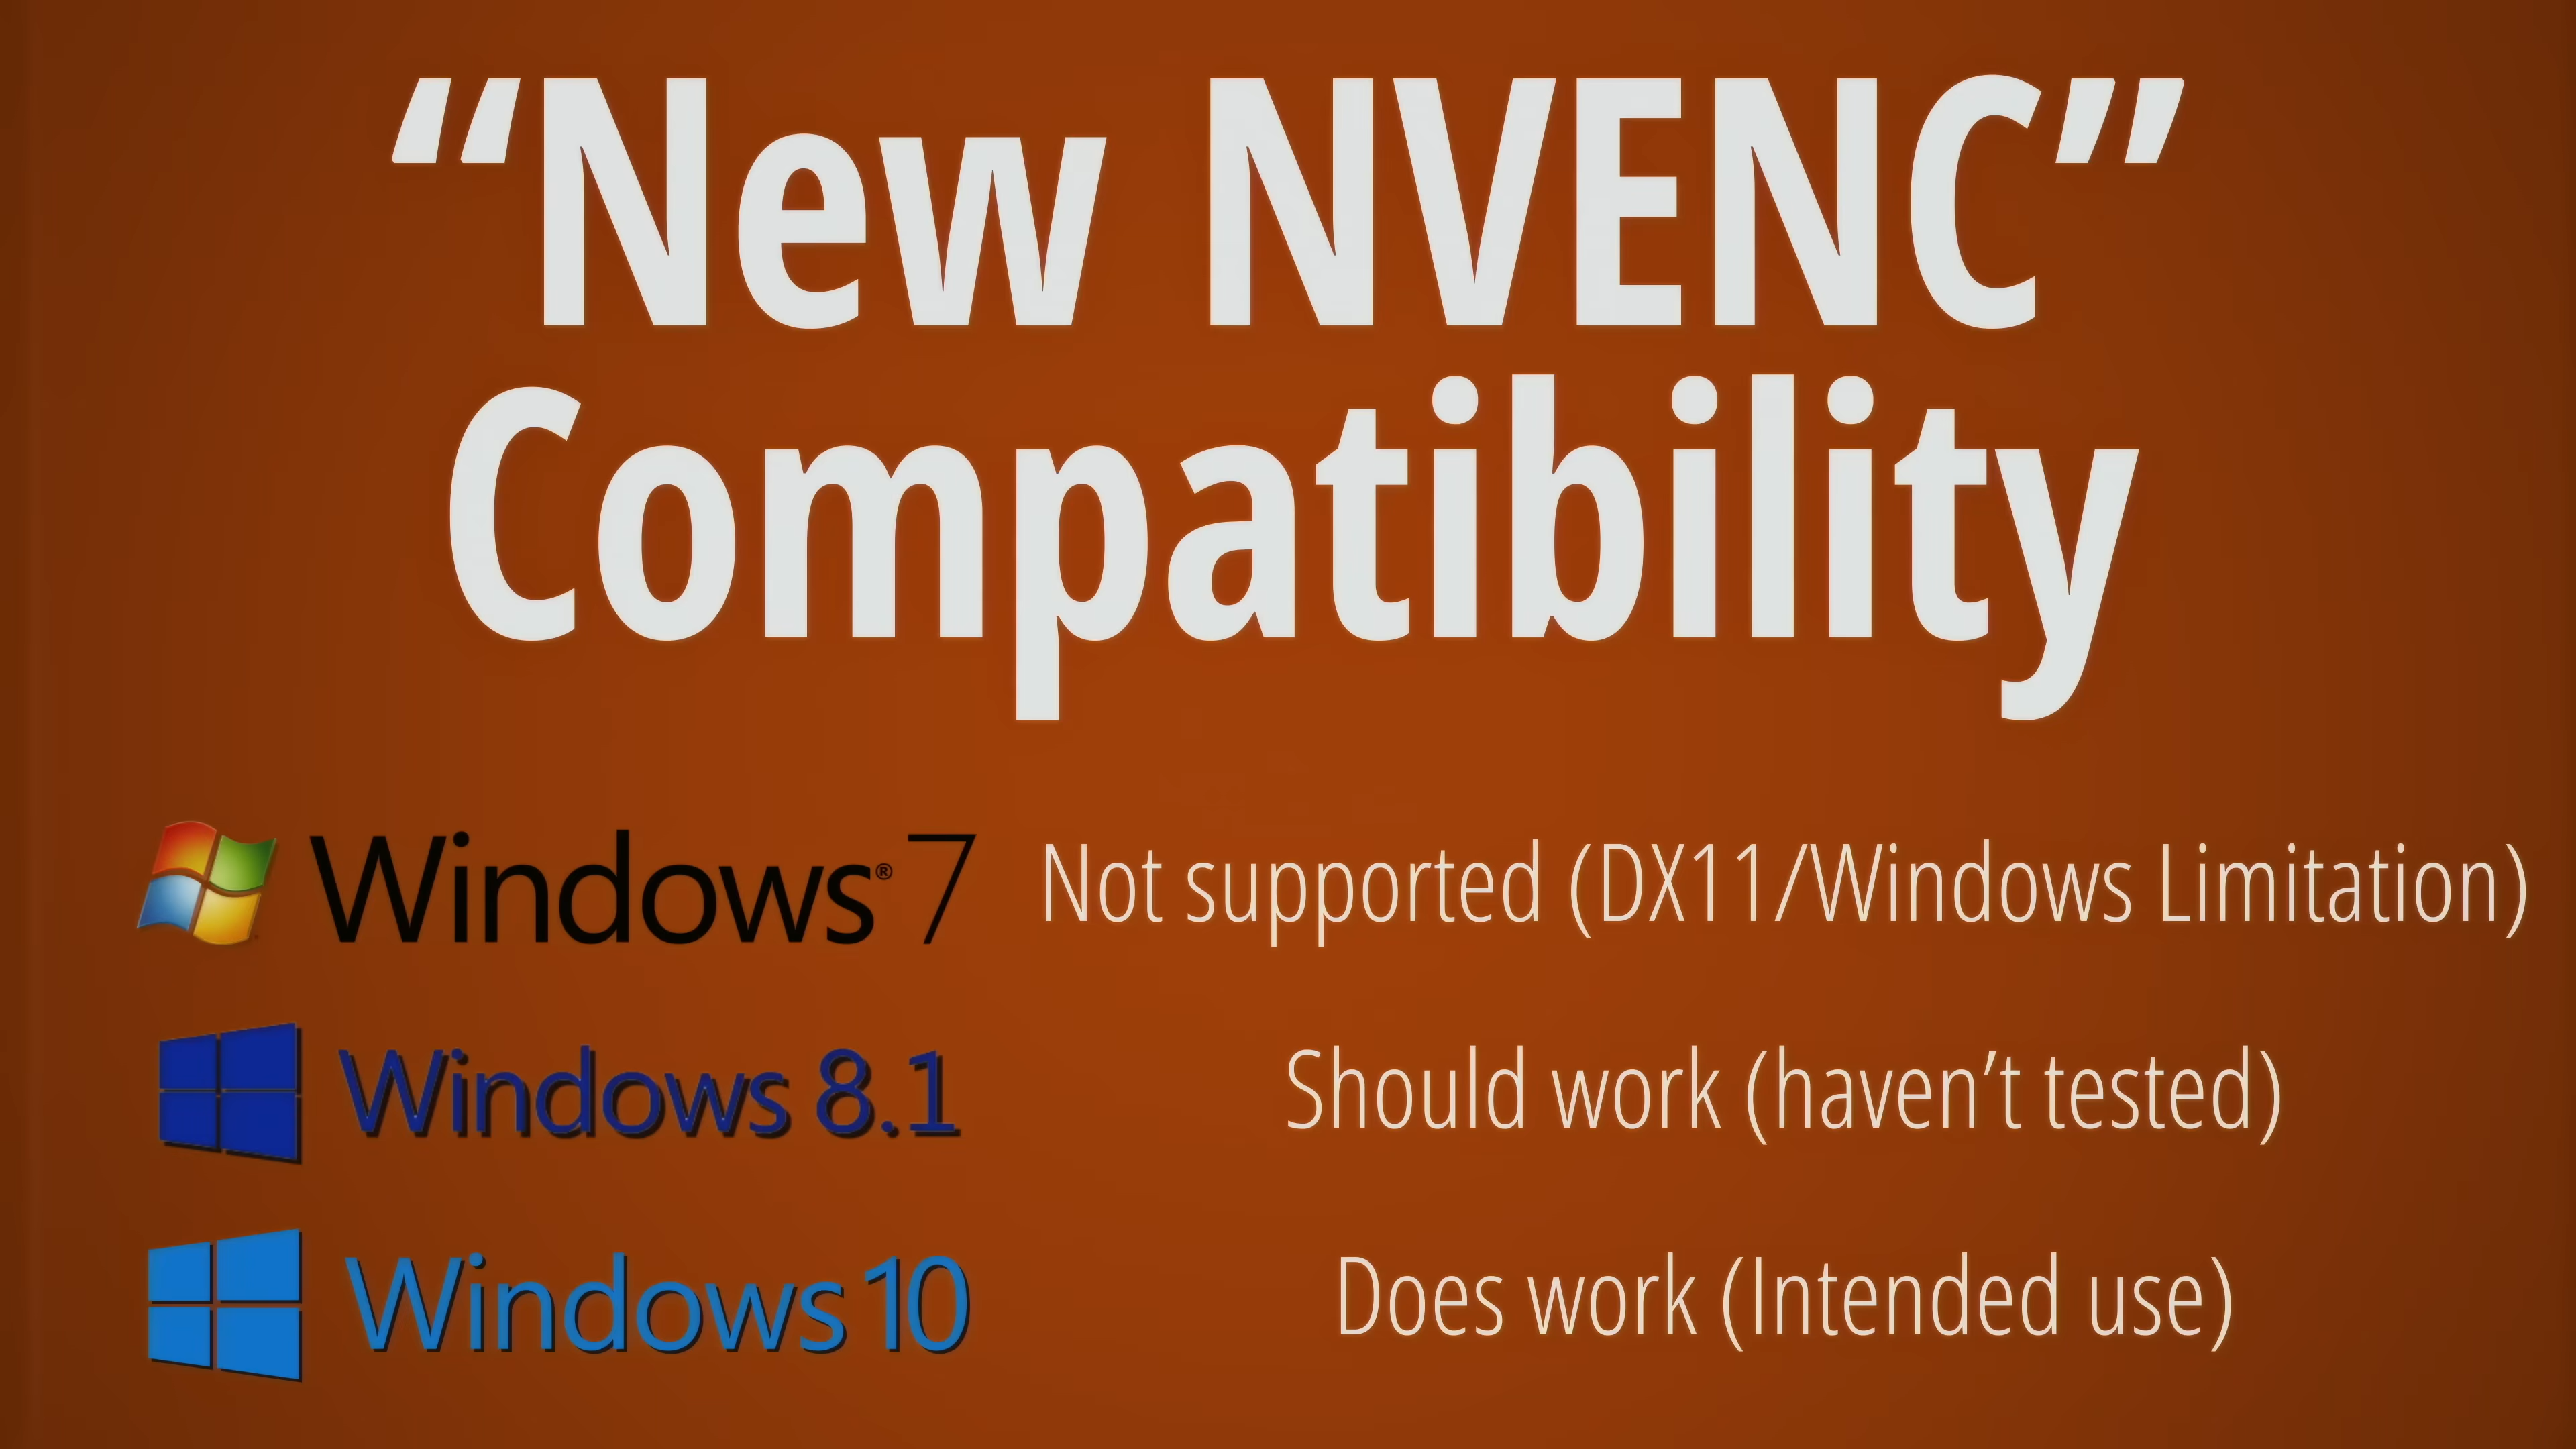 “New NVENC”
Compatibility
Windows® 7 Not supported (DX11/Windows Limitation)
Windows 8.1 Should work (haven’t tested)
Windows 10 Does work (Intended use)